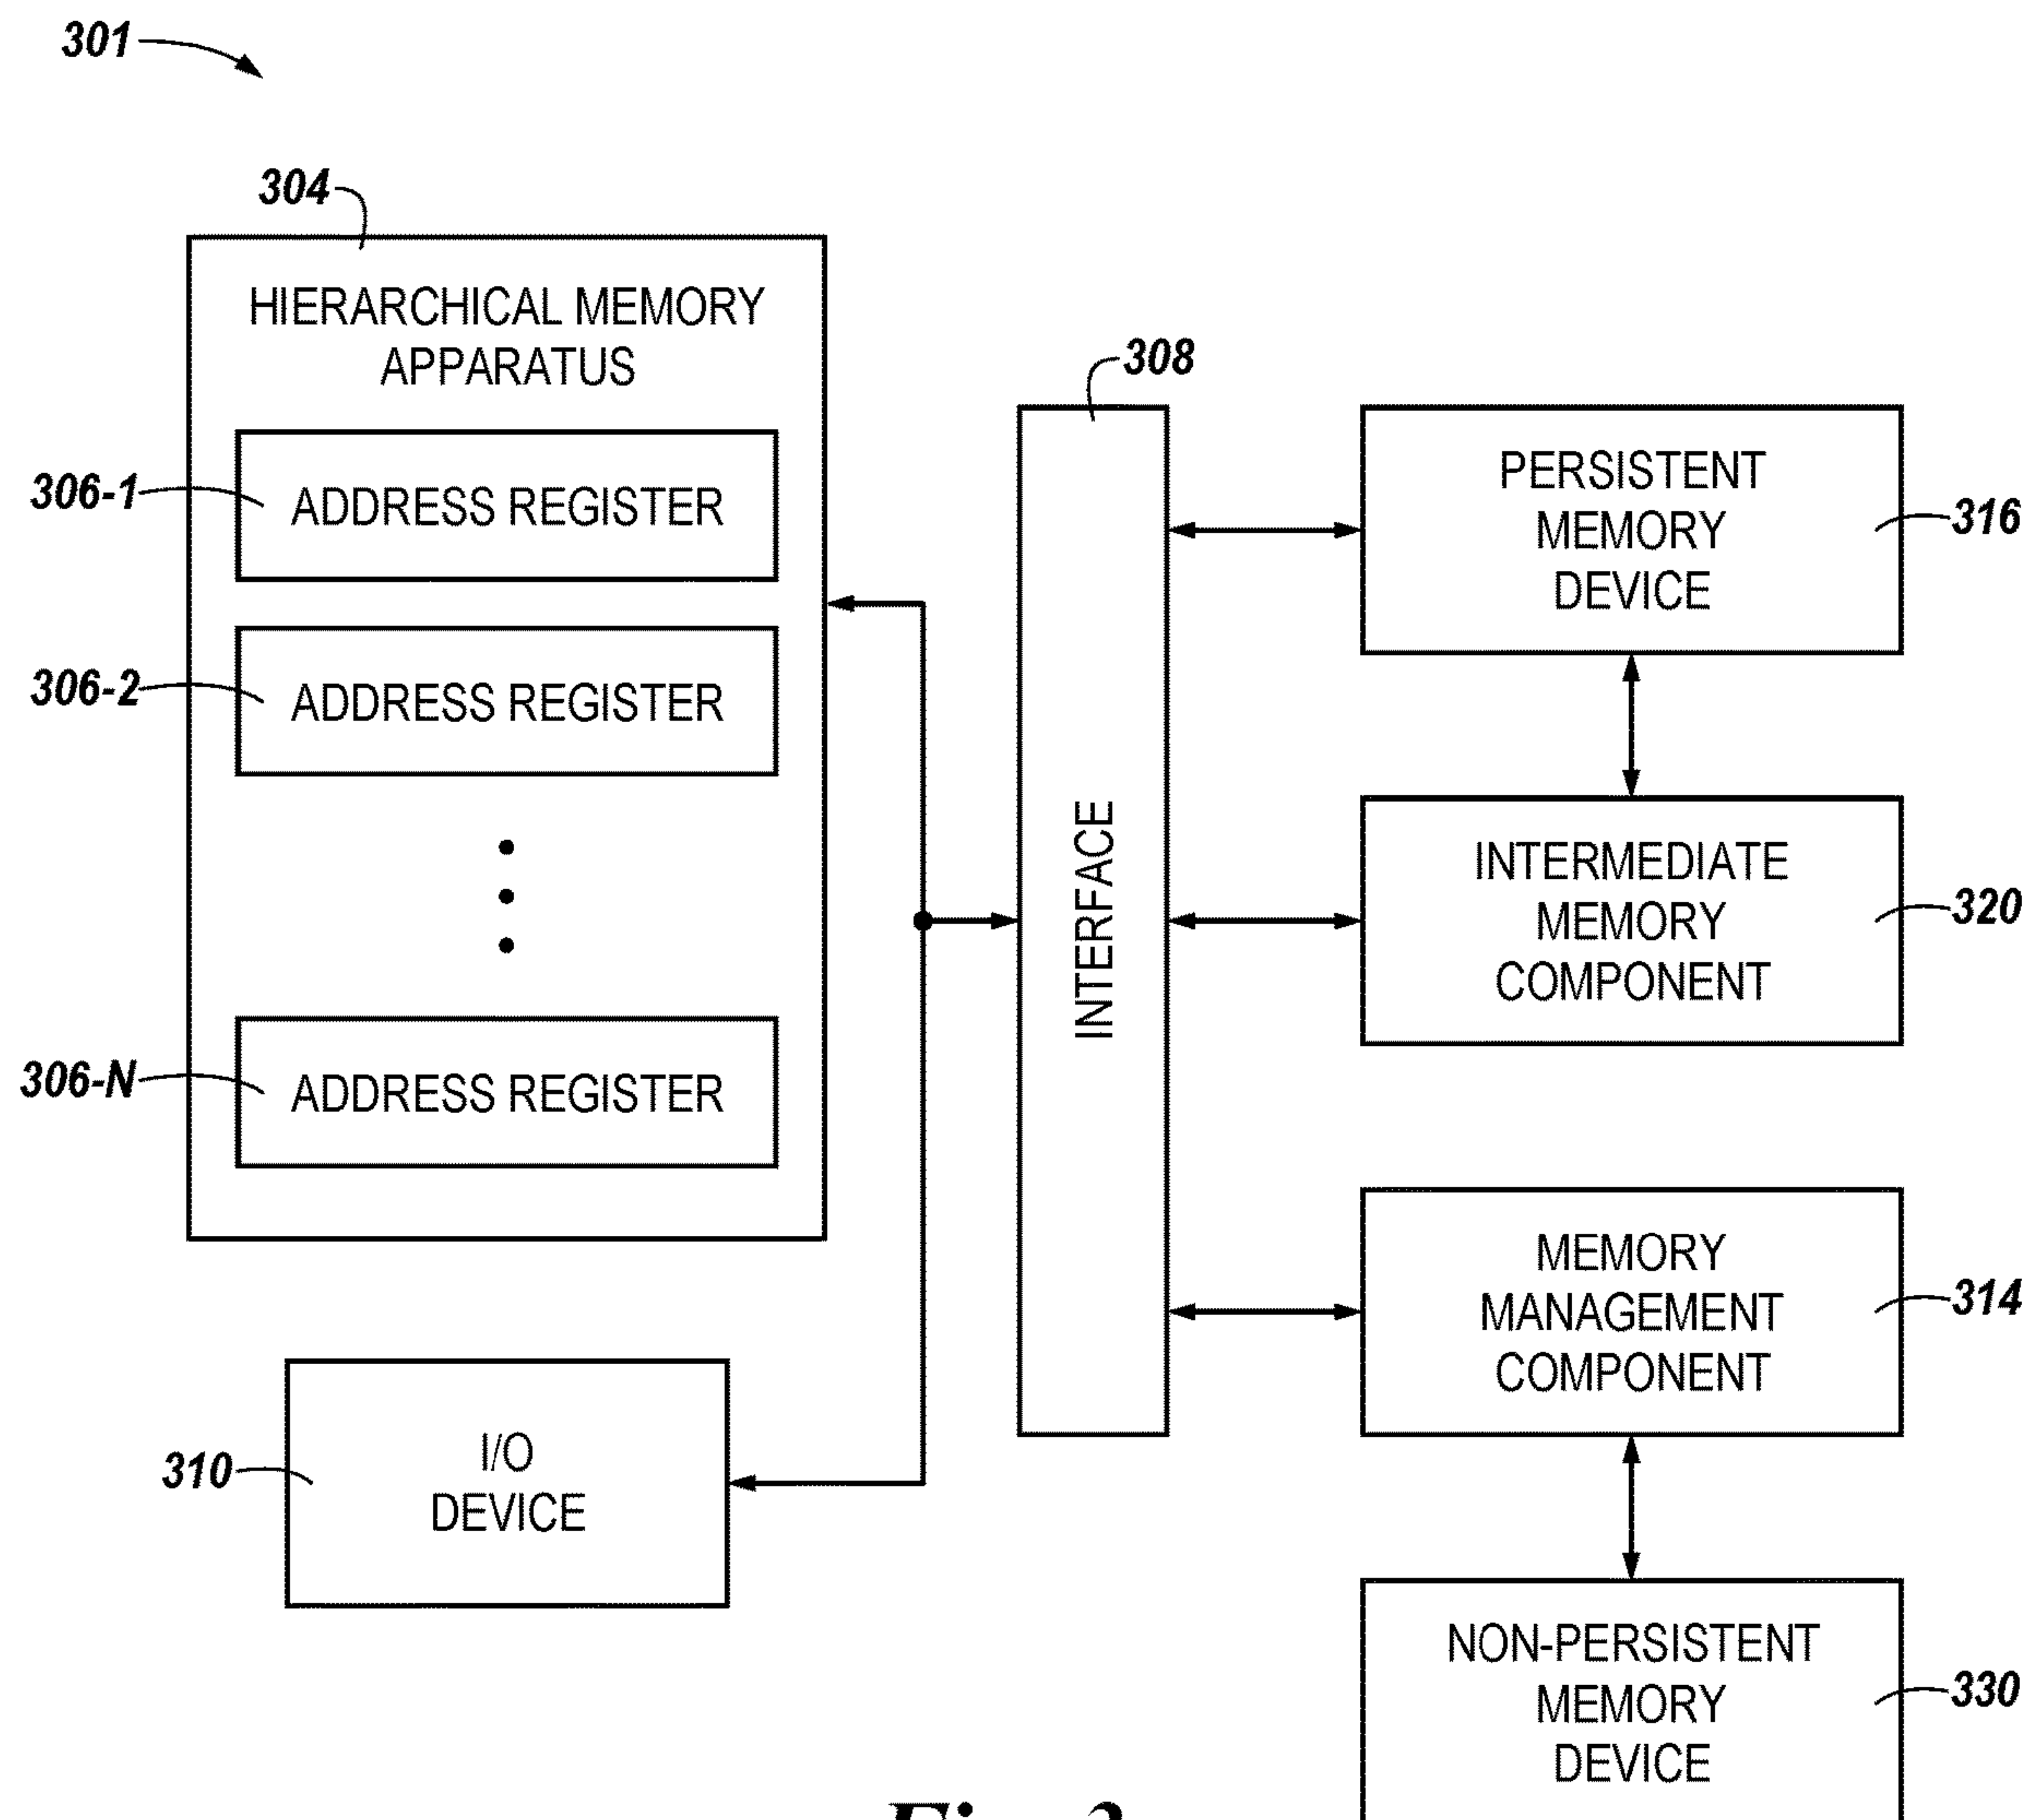 301
304
HIERARCHICAL MEMORY
APPARATUS
306-1
ADDRESS REGISTER
306-2
ADDRESS REGISTER
306-N
ADDRESS REGISTER
310
I/O
DEVICE
308
INTERFACE
PERSISTENT
MEMORY
DEVICE
316
INTERMEDIATE
MEMORY
COMPONENT
320
MEMORY
MANAGEMENT
COMPONENT
314
NON-PERSISTENT
MEMORY
DEVICE
330